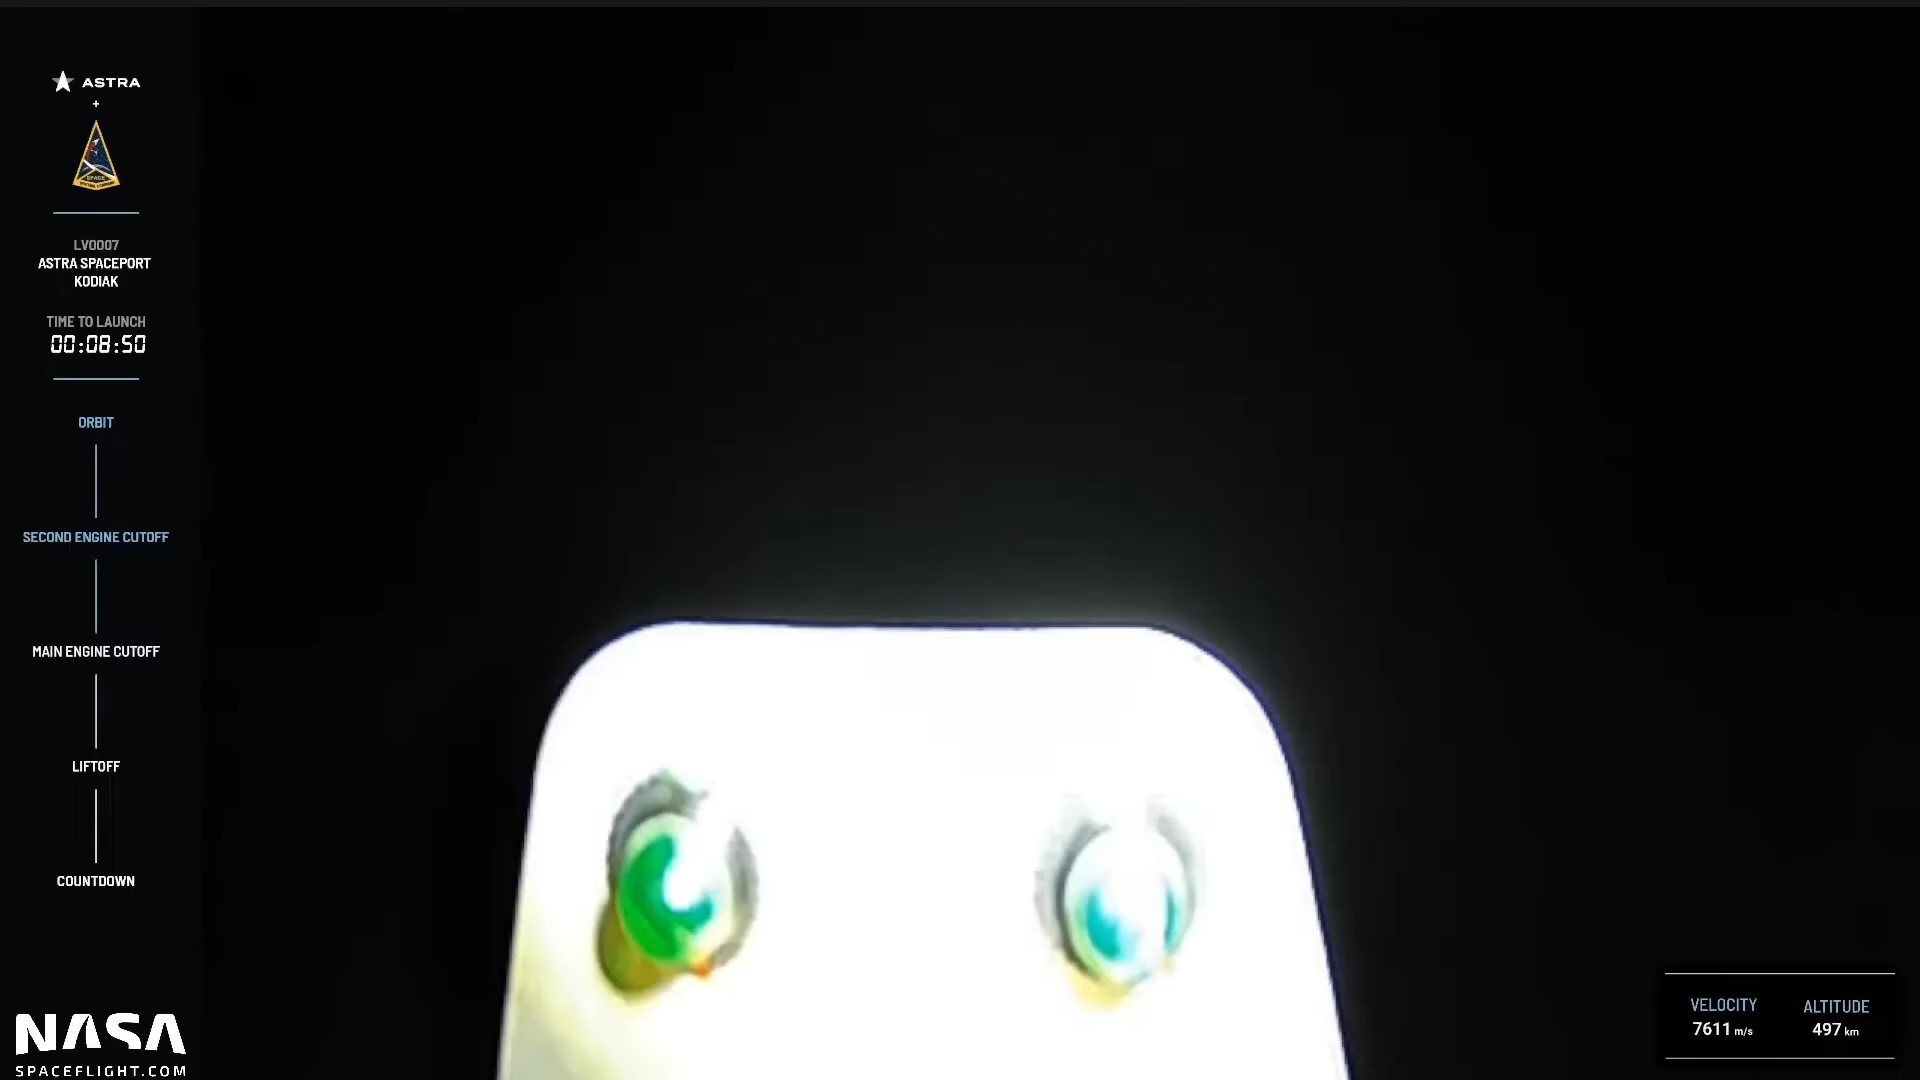 ASTRA
+
SPACE
LV0007
ASTRA SPACEPORT
KODIAK
TIME TO LAUNCH
00:08:50
ORBIT
SECOND ENGINE CUTOFF
MAIN ENGINE CUTOFF
LIFTOFF
COUNTDOWN
NASA
SPACEFLIGHT.COM
VELOCITY
7611 m/s
ALTITUDE
497 km